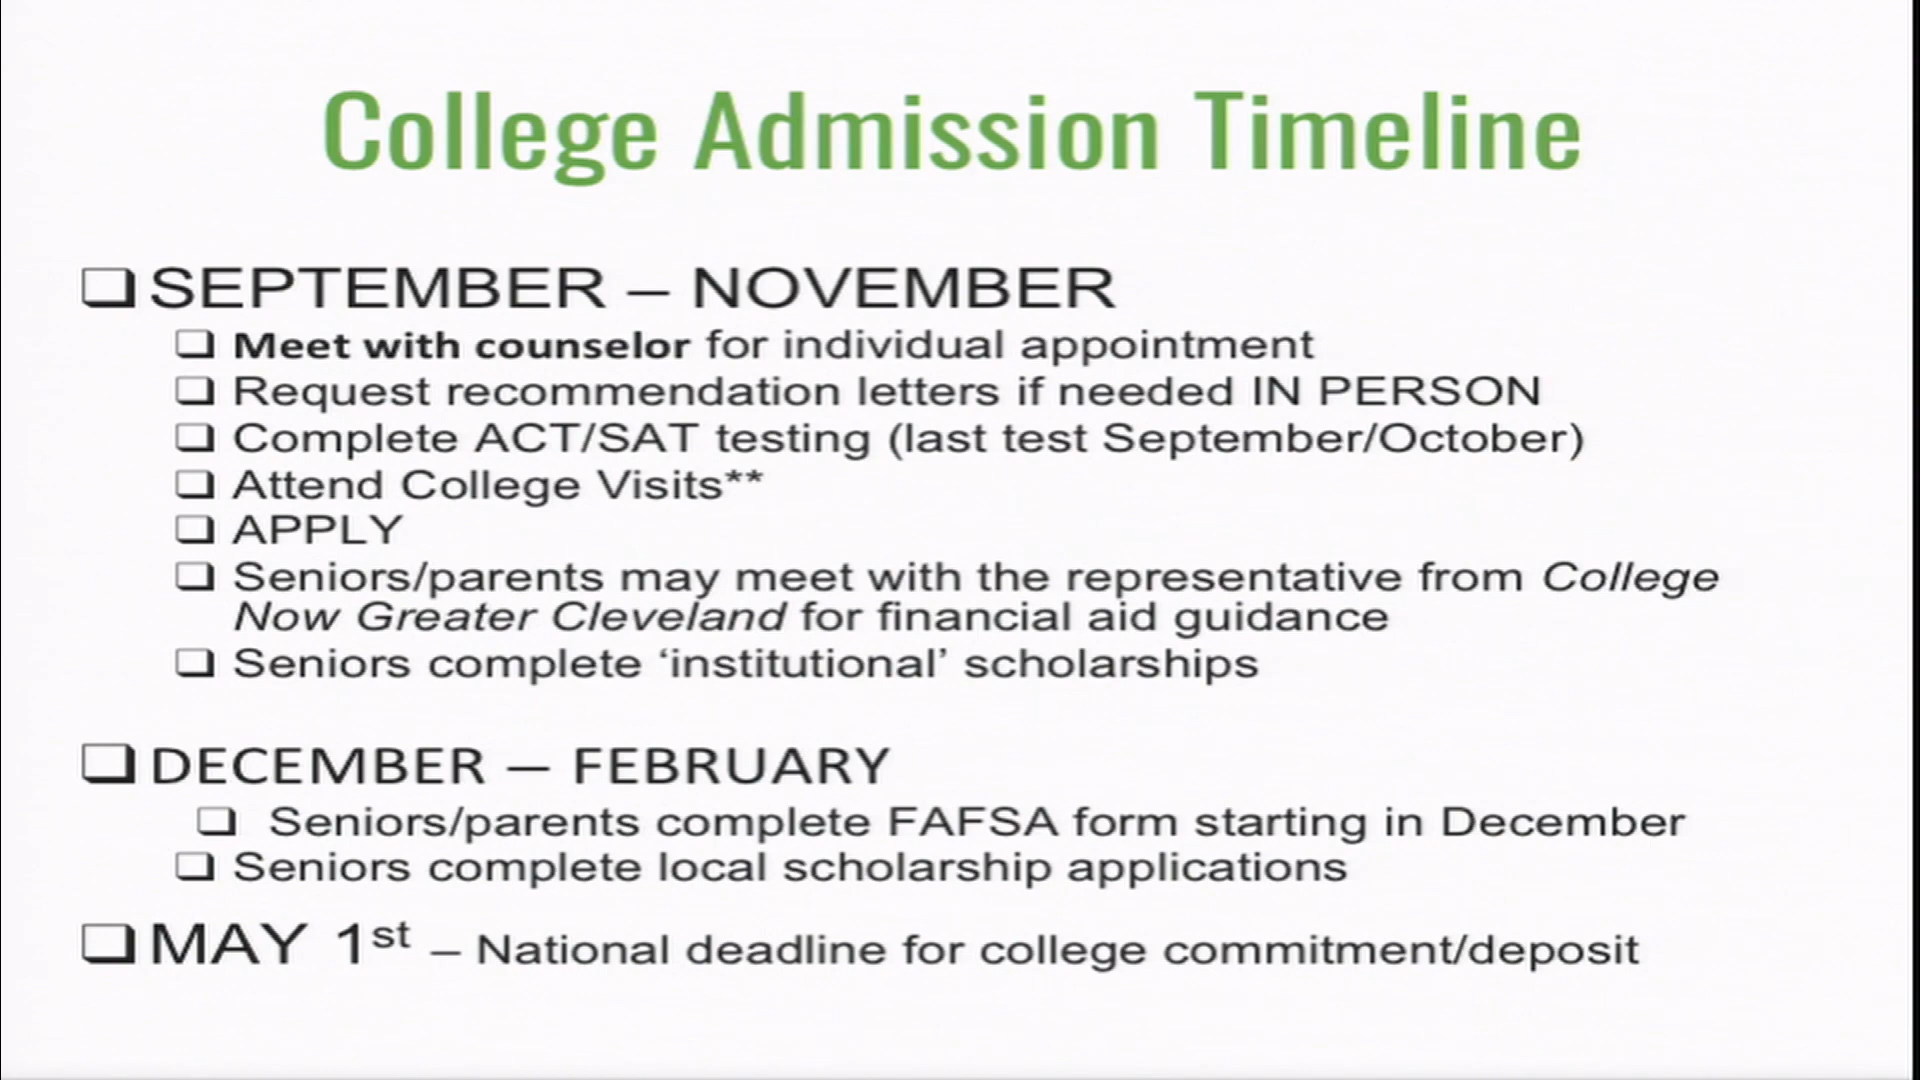 College Admission Timeline
❑ SEPTEMBER – NOVEMBER
❑ Meet with counselor for individual appointment
❑ Request recommendation letters if needed IN PERSON
❑ Complete ACT/SAT testing (last test September/October)
❑ Attend College Visits**
❑ APPLY
❑ Seniors/parents may meet with the representative from College
Now Greater Cleveland for financial aid guidance
❑ Seniors complete ‘institutional’ scholarships
❑ DECEMBER – FEBRUARY
❑ Seniors/parents complete FAFSA form starting in December
❑ Seniors complete local scholarship applications
❑ MAY 1st – National deadline for college commitment/deposit